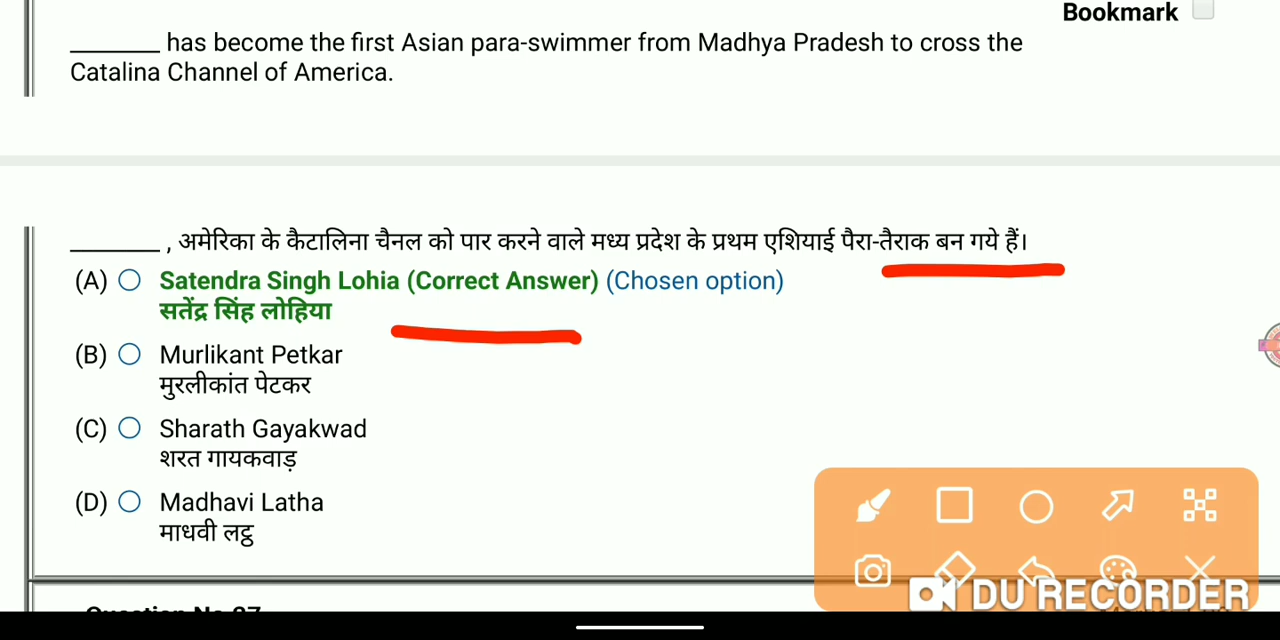 Bookmark
_______ has become the first Asian para-swimmer from Madhya Pradesh to cross the
Catalina Channel of America.
_______ , अमेरिका के कैटालिना चैनल को पार करने वाले मध्य प्रदेश के प्रथम एशियाई पैरा-तैराक बन गये हैं।
(A) Satendra Singh Lohia (Correct Answer) (Chosen option)
सतेंद्र सिंह लोहिया
(B) Murlikant Petkar
मुरलीकांत पेटकर
(C) Sharath Gayakwad
शरत गायकवाड़
(D) Madhavi Latha
माधवी लट्ठ
DU RECORDER